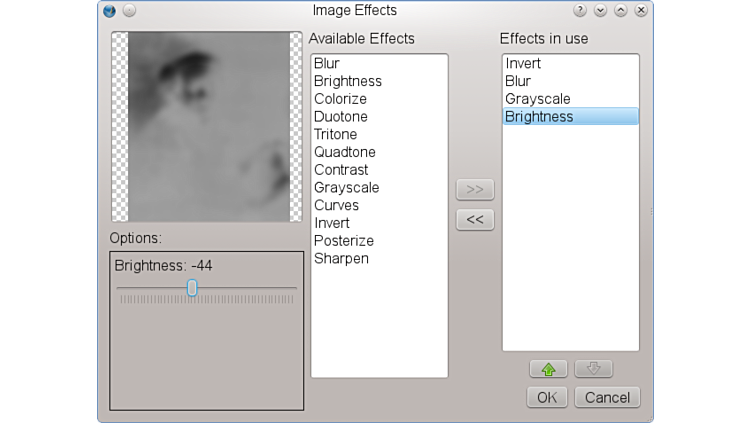 Image Effects
Available Effects
Effects in use
Blur
Brightness
Colorize
Duotone
Tritone
Quadtone
Contrast
Grayscale
Curves
Invert
Posterize
Sharpen
Invert
Blur
Grayscale
Brightness
>>
<<
Options:
Brightness: -44
OK
Cancel